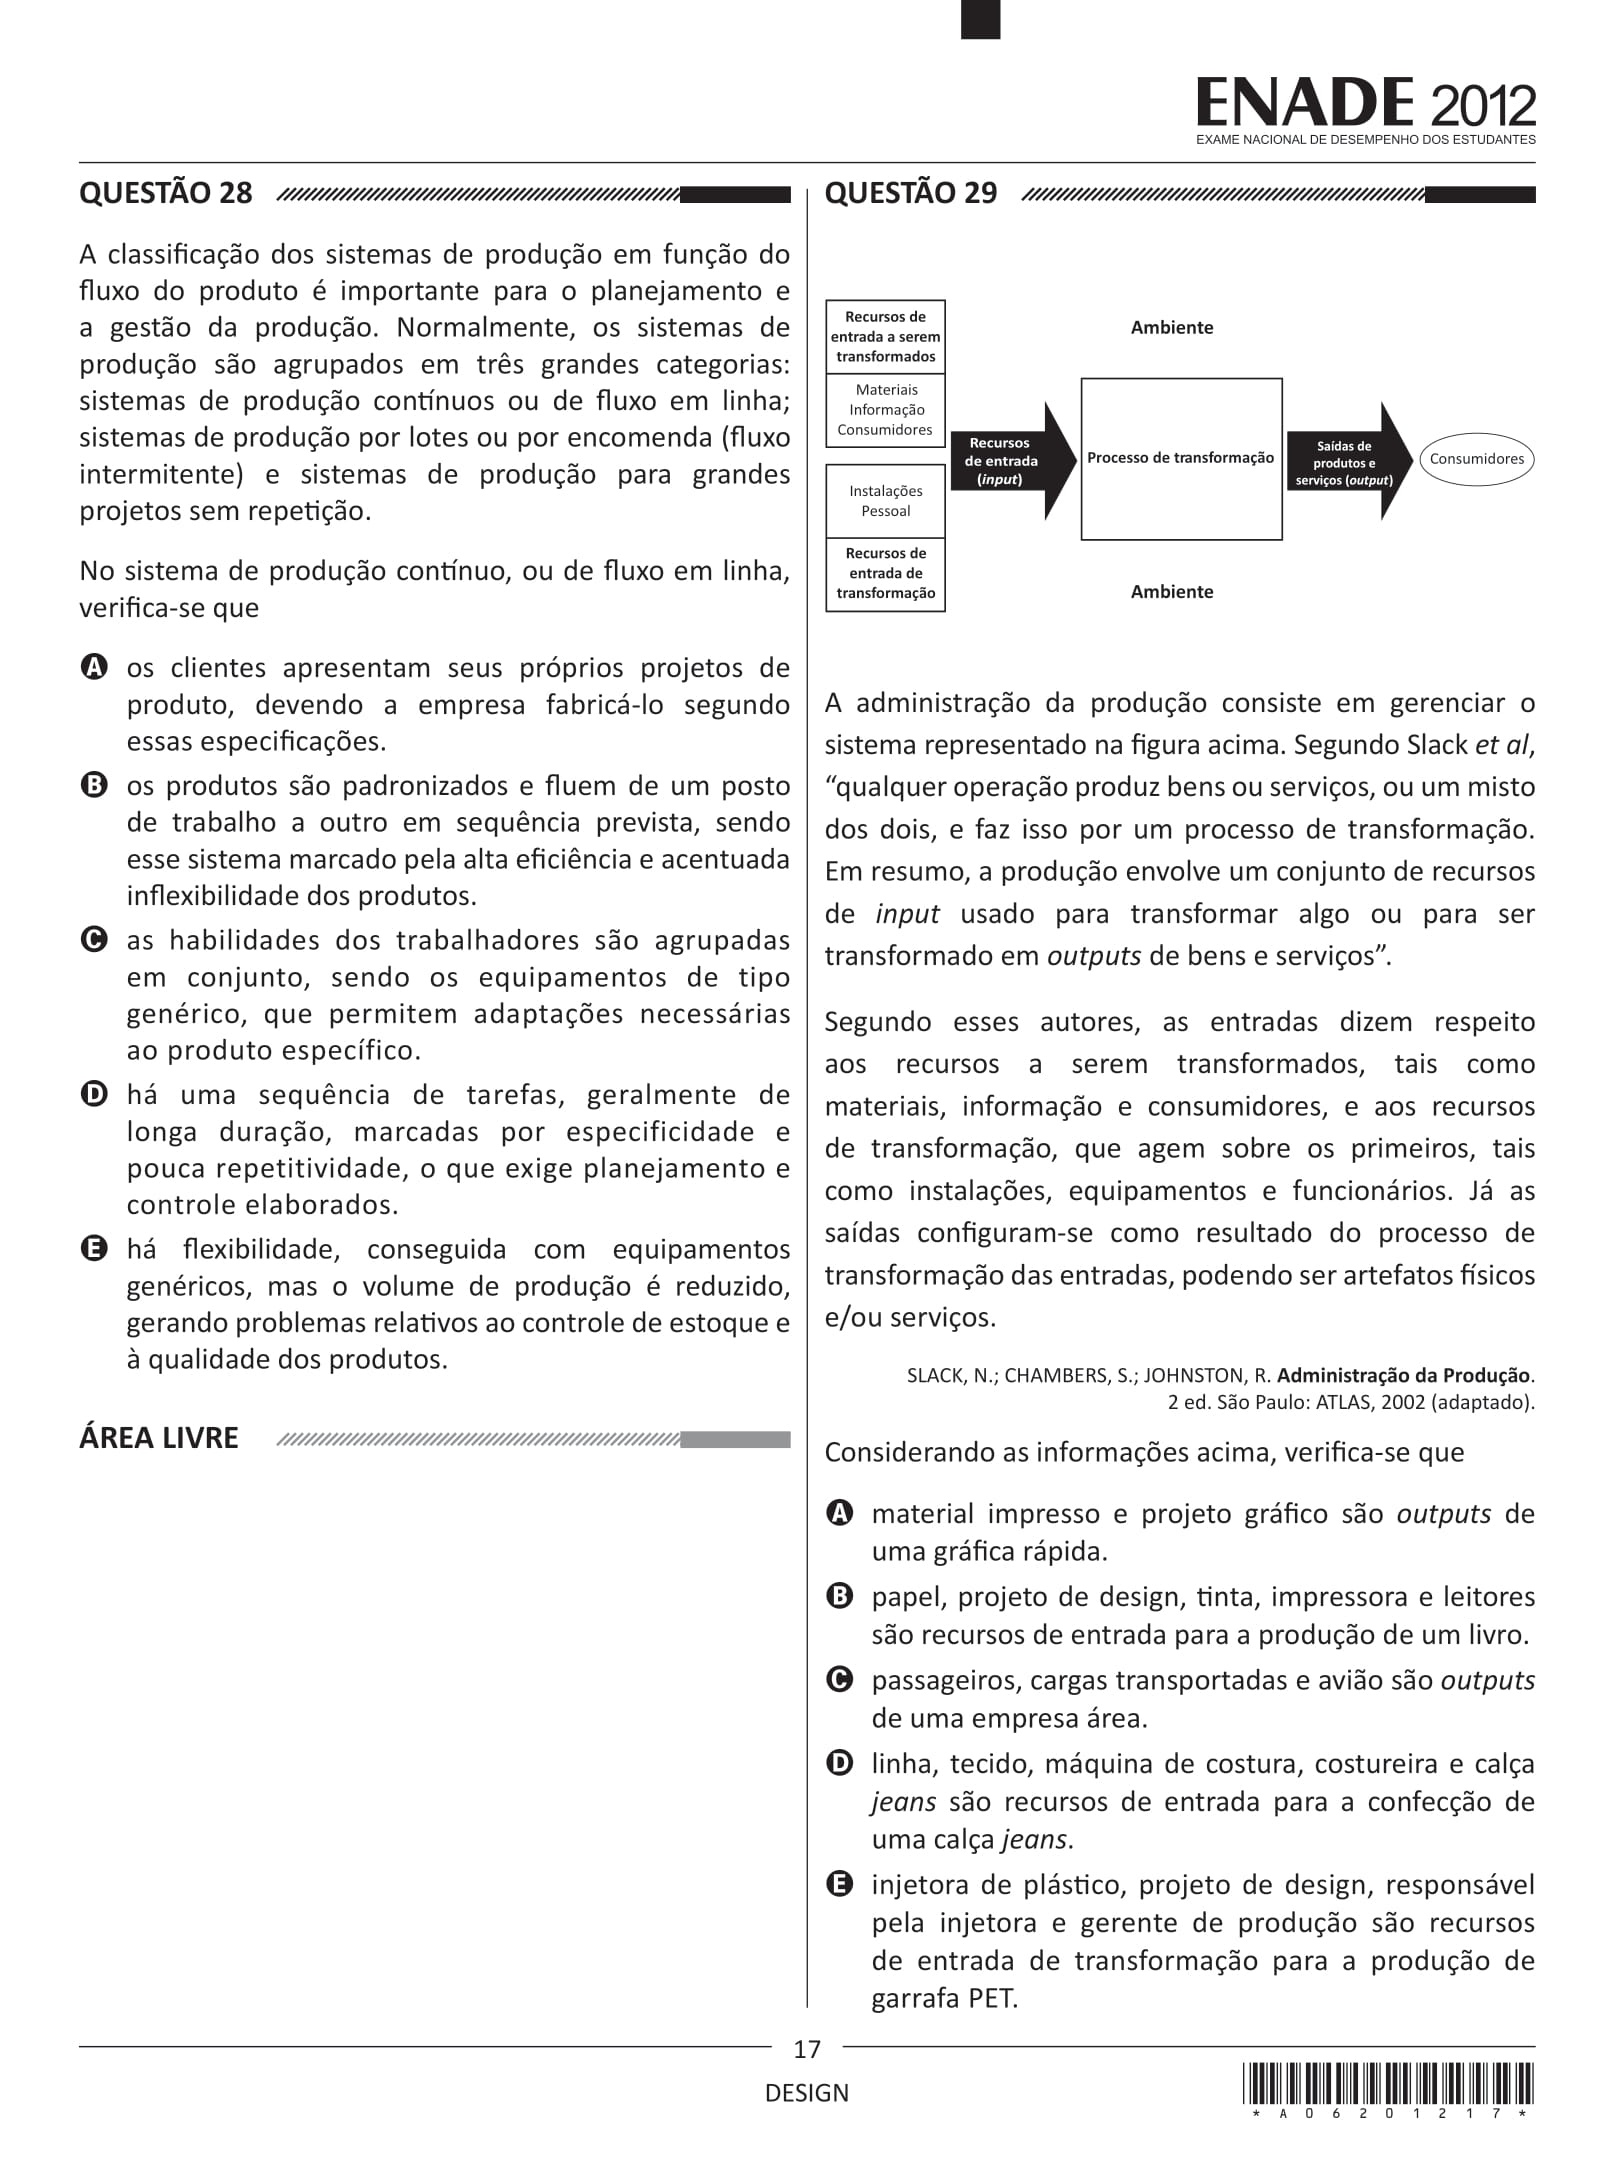 ENADE 2012
EXAME NACIONAL DE DESEMPENHO DOS ESTUDANTES
QUESTÃO 28
A classificação dos sistemas de produção em função do
fluxo do produto é importante para o planejamento e
a gestão da produção. Normalmente, os sistemas de
produção são agrupados em três grandes categorias:
sistemas de produção contínuos ou de fluxo em linha;
sistemas de produção por lotes ou por encomenda (fluxo
intermitente) e sistemas de produção para grandes
projetos sem repetição.
No sistema de produção contínuo, ou de fluxo em linha,
verifica-se que
A os clientes apresentam seus próprios projetos de
produto, devendo a empresa fabricá-lo segundo
essas especificações.
B os produtos são padronizados e fluem de um posto
de trabalho a outro em sequência prevista, sendo
esse sistema marcado pela alta eficiência e acentuada
inflexibilidade dos produtos.
C as habilidades dos trabalhadores são agrupadas
em conjunto, sendo os equipamentos de tipo
genérico, que permitem adaptações necessárias
ao produto específico.
D há uma sequência de tarefas, geralmente de
longa duração, marcadas por especificidade e
pouca repetitividade, o que exige planejamento e
controle elaborados.
E há flexibilidade, conseguida com equipamentos
genéricos, mas o volume de produção é reduzido,
gerando problemas relativos ao controle de estoque e
à qualidade dos produtos.
ÁREA LIVRE
QUESTÃO 29
Recursos de
entrada a serem
transformados
Materiais
Informação
Consumidores
Instalações
Pessoal
Recursos de
entrada de
transformação
Recursos
de entrada
(input)
Ambiente
Processo de transformação
Ambiente
Saídas de
produtos e
serviços (output)
Consumidores
A administração da produção consiste em gerenciar o
sistema representado na figura acima. Segundo Slack et al,
“qualquer operação produz bens ou serviços, ou um misto
dos dois, e faz isso por um processo de transformação.
Em resumo, a produção envolve um conjunto de recursos
de input usado para transformar algo ou para ser
transformado em outputs de bens e serviços”.
Segundo esses autores, as entradas dizem respeito
aos recursos a serem transformados, tais como
materiais, informação e consumidores, e aos recursos
de transformação, que agem sobre os primeiros, tais
como instalações, equipamentos e funcionários. Já as
saídas configuram-se como resultado do processo de
transformação das entradas, podendo ser artefatos físicos
e/ou serviços.
SLACK, N.; CHAMBERS, S.; JOHNSTON, R. Administração da Produção.
2 ed. São Paulo: ATLAS, 2002 (adaptado).
Considerando as informações acima, verifica-se que
A material impresso e projeto gráfico são outputs de
uma gráfica rápida.
B papel, projeto de design, tinta, impressora e leitores
são recursos de entrada para a produção de um livro.
C passageiros, cargas transportadas e avião são outputs
de uma empresa área.
D linha, tecido, máquina de costura, costureira e calça
jeans são recursos de entrada para a confecção de
uma calça jeans.
E injetora de plástico, projeto de design, responsável
pela injetora e gerente de produção são recursos
de entrada de transformação para a produção de
garrafa PET.
17
DESIGN
* A 0 6 2 0 1 2 1 7 *